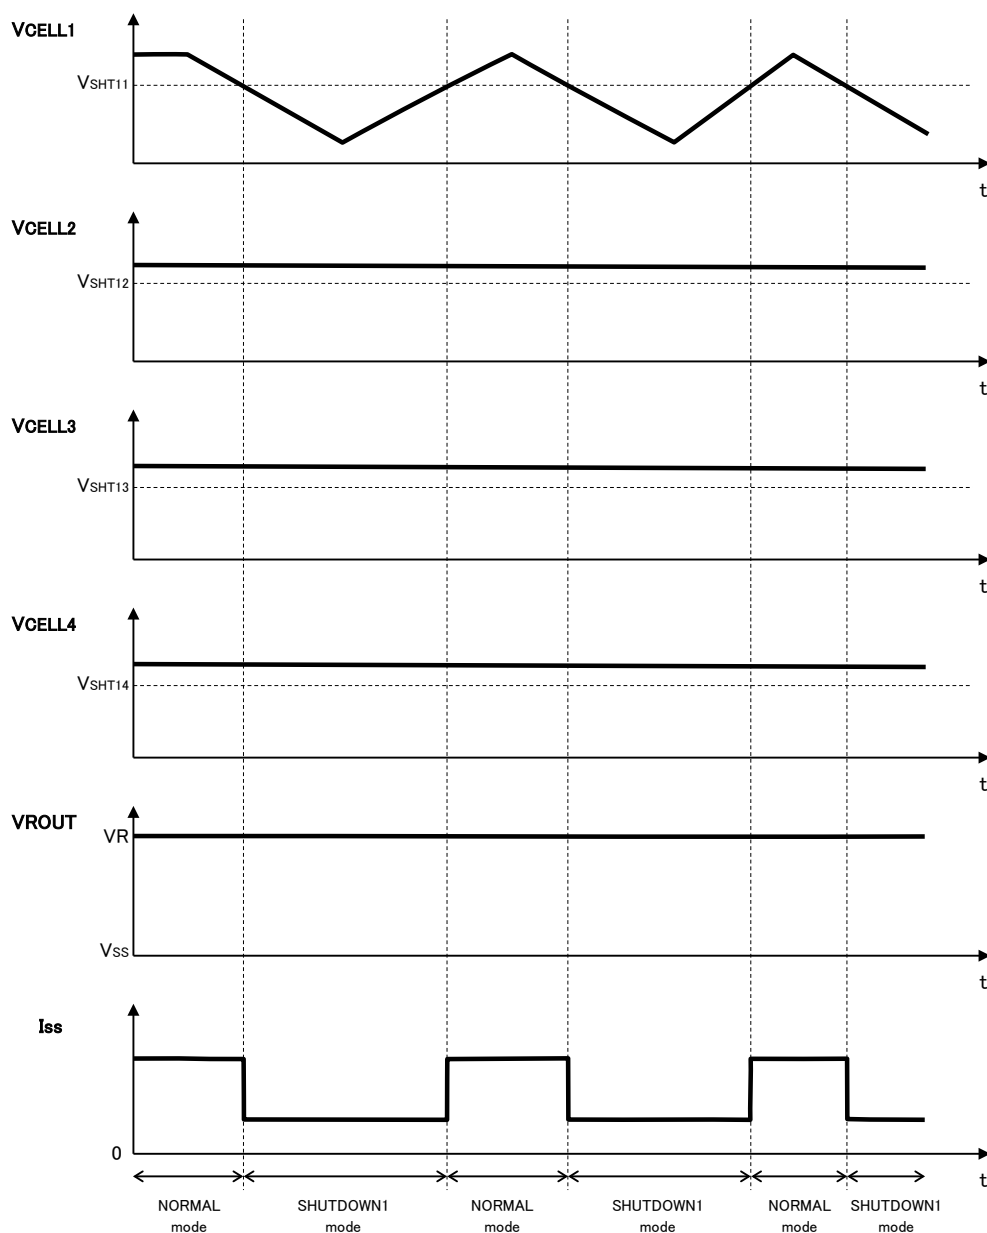 VCELL1
VSHT11
t
VCELL2
VSHT12
t
VCELL3
VSHT13
t
VCELL4
VSHT14
t
VROUT
VR
VSS
t
Iss
0
t
NORMAL
mode
SHUTDOWN1
mode
NORMAL
mode
SHUTDOWN1
mode
NORMAL
mode
SHUTDOWN1
mode